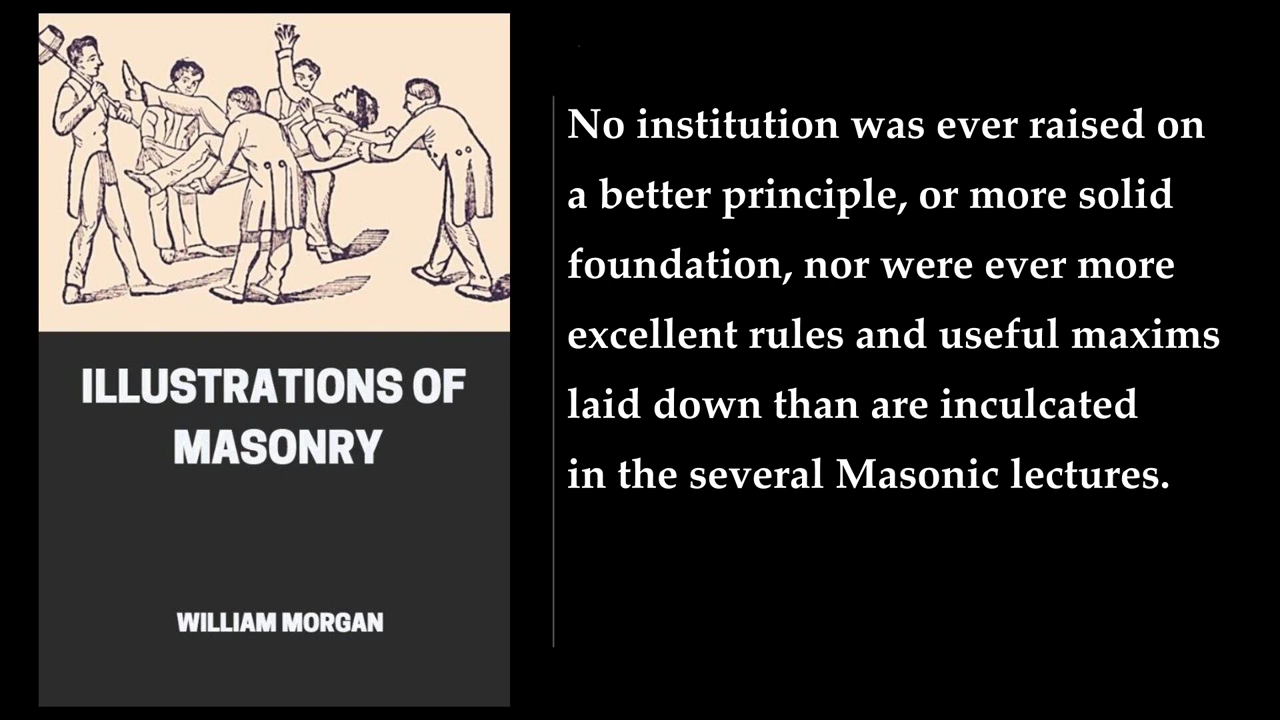 ILLUSTRATIONS OF
MASONRY
WILLIAM MORGAN
No institution was ever raised on
a better principle, or more solid
foundation, nor were ever more
excellent rules and useful maxims
laid down than are inculcated
in the several Masonic lectures.